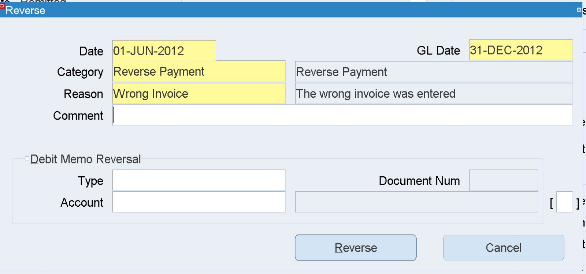 Reverse
Date 01-JUN-2012 GL Date 31-DEC-2012
Category Reverse Payment Reverse Payment
Reason Wrong Invoice The wrong invoice was entered
Comment
Debit Memo Reversal
Type Document Num
Account [ ]
Reverse Cancel